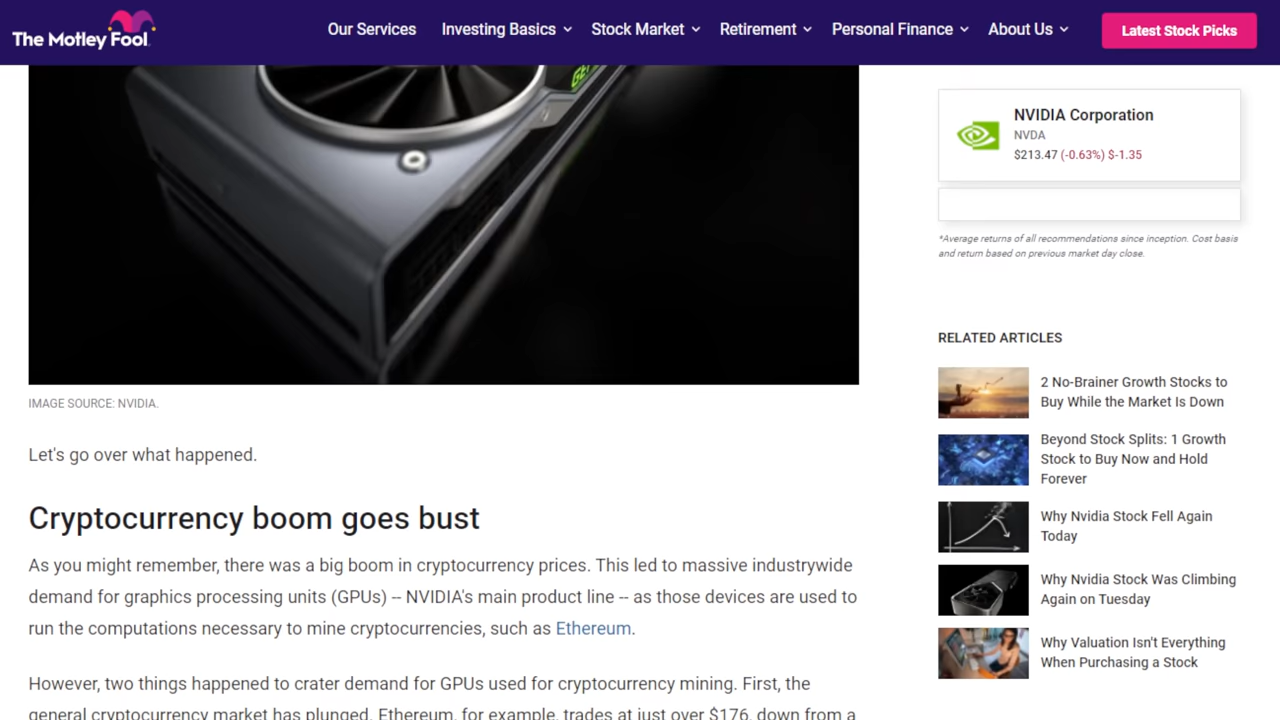 The Motley Fool
Our Services
Investing Basics
Stock Market
Retirement
Personal Finance
About Us
Latest Stock Picks
IMAGE SOURCE: NVIDIA.
Let's go over what happened.
Cryptocurrency boom goes bust
As you might remember, there was a big boom in cryptocurrency prices. This led to massive industrywide
demand for graphics processing units (GPUs) -- NVIDIA's main product line -- as those devices are used to
run the computations necessary to mine cryptocurrencies, such as Ethereum.
However, two things happened to crater demand for GPUs used for cryptocurrency mining. First, the
general cryptocurrency market has plunged. Ethereum, for example, trades at just over $176, down from a
NVIDIA Corporation
NVDA
$213.47 (-0.63%) $-1.35
*Average returns of all recommendations since inception. Cost basis
and return based on previous market day close.
RELATED ARTICLES
2 No-Brainer Growth Stocks to
Buy While the Market Is Down
Beyond Stock Splits: 1 Growth
Stock to Buy Now and Hold
Forever
Why Nvidia Stock Fell Again
Today
Why Nvidia Stock Was Climbing
Again on Tuesday
Why Valuation Isn't Everything
When Purchasing a Stock